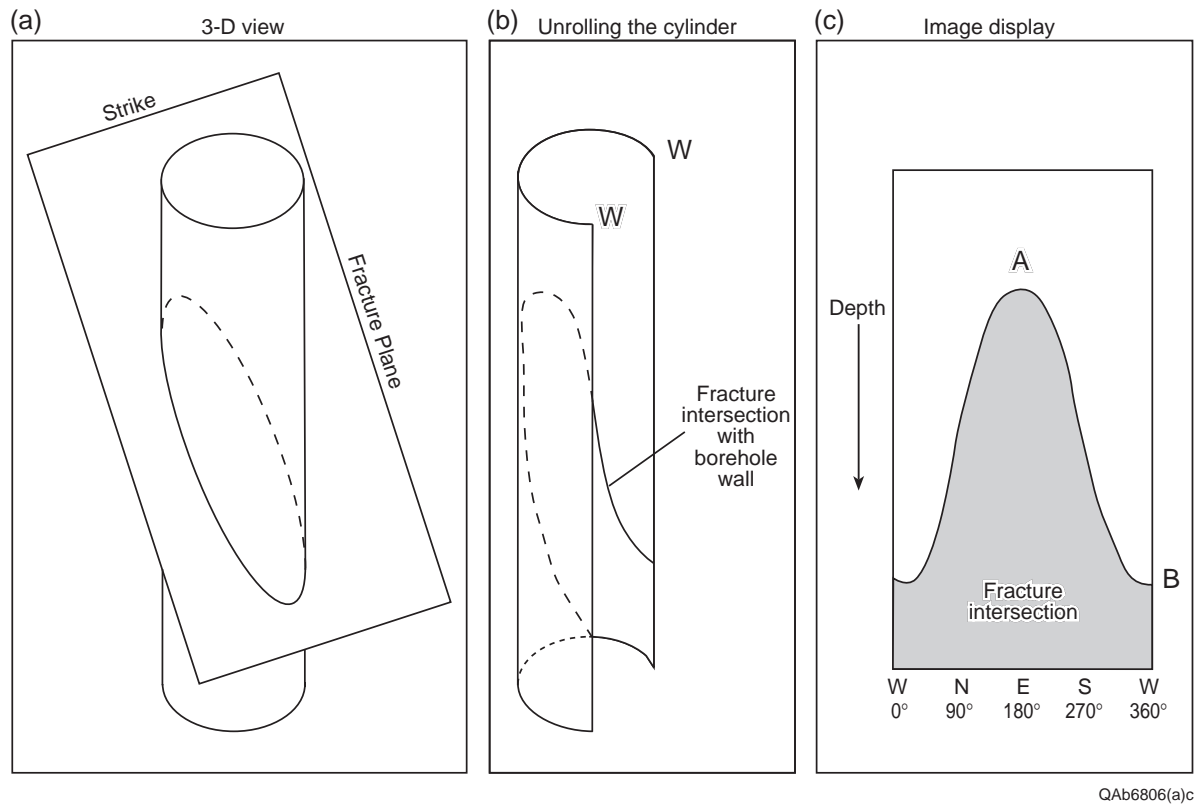 (a)
3-D view
Strike
Fracture Plane
(b)
Unrolling the cylinder
W
W
Fracture
intersection
with
borehole
wall
(c)
Image display
A
Depth
B
Fracture
intersection
W N E S W
0° 90° 180° 270° 360°
QAb6806(a)c